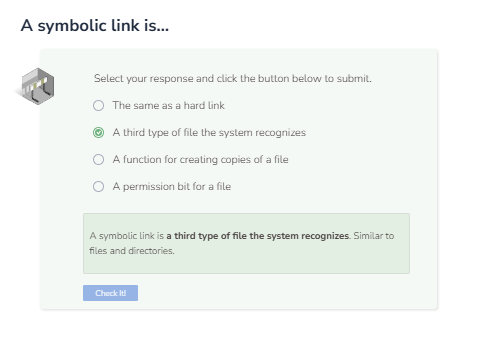 A symbolic link is...
Select your response and click the button below to submit.
The same as a hard link
A third type of file the system recognizes
A function for creating copies of a file
A permission bit for a file
A symbolic link is a third type of file the system recognizes. Similar to
files and directories.
Check It!